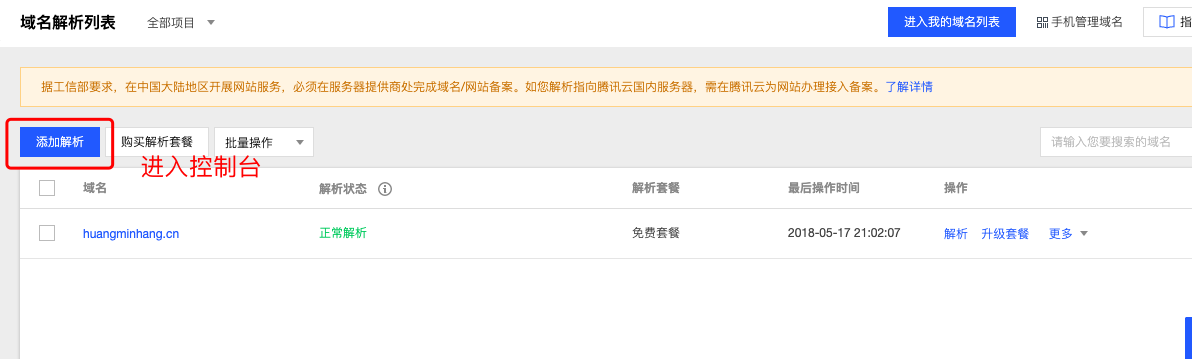 域名解析列表 全部项目 进入我的域名列表 手机管理域名 指
据工信部要求，在中国大陆地区开展网站服务，必须在服务器提供商处完成域名/网站备案。如您解析指向腾讯云国内服务器，需在腾讯云为网站办理接入备案。了解详情
添加解析 购买解析套餐 批量操作 请输入您要搜索的域名
进入控制台
域名 解析状态 解析套餐 最后操作时间 操作
huangminhang.cn 正常解析 免费套餐 2018-05-17 21:02:07 解析 升级套餐 更多